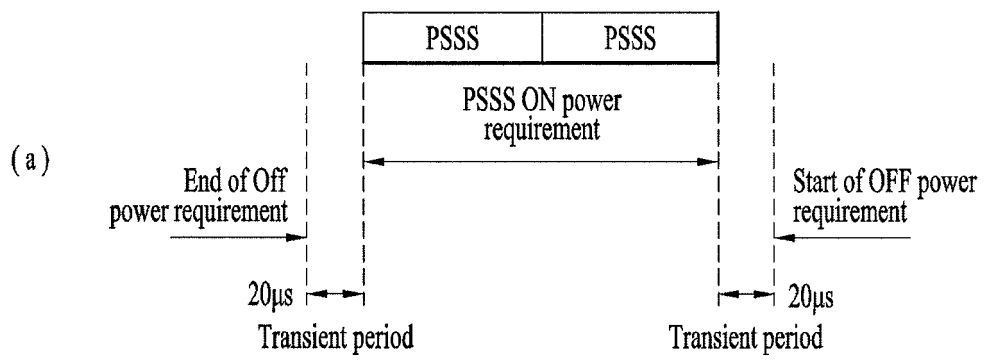 PSSS PSSS
PSSS ON power
requirement
(a)
End of Off
power requirement
Start of OFF power
requirement
20μs
20μs
Transient period
Transient period